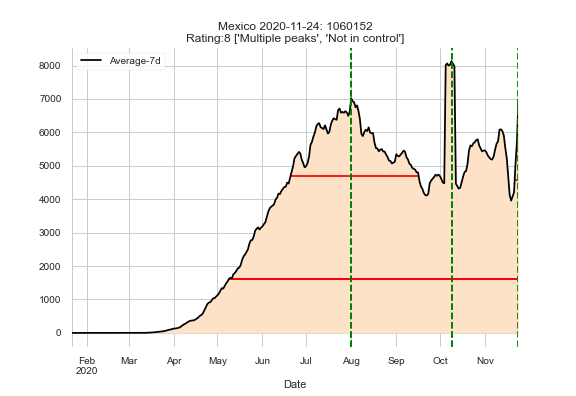 Mexico 2020-11-24: 1060152
Rating:8 ['Multiple peaks', 'Not in control']
Average-7d
8000
7000
6000
5000
4000
3000
2000
1000
0
Feb Mar Apr May Jun Jul Aug Sep Oct Nov
2020
Date